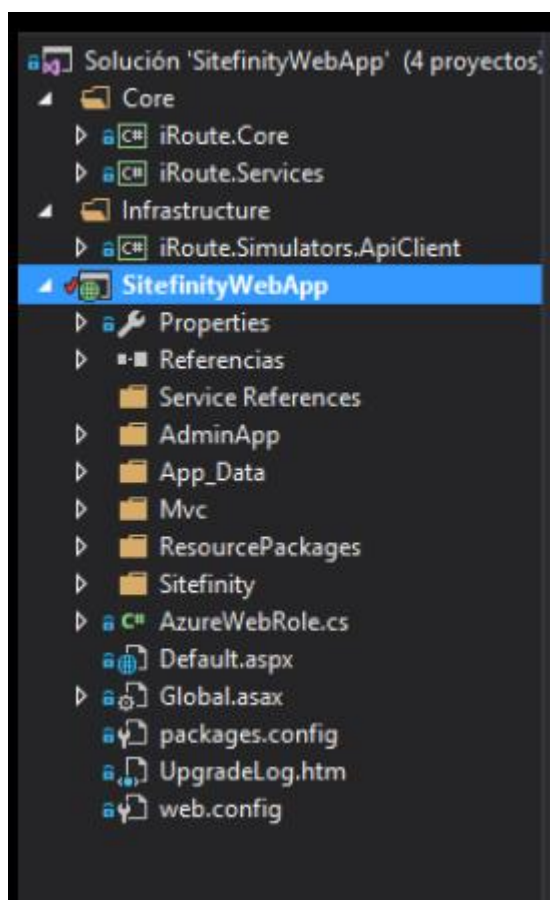 Solución 'SitefinityWebApp' (4 proyectos)
Core
C# iRoute.Core
C# iRoute.Services
Infrastructure
C# iRoute.Simulators.ApiClient
SitefinityWebApp
Properties
Referencias
Service References
AdminApp
App_Data
Mvc
ResourcePackages
Sitefinity
C# AzureWebRole.cs
Default.aspx
Global.asax
packages.config
UpgradeLog.htm
web.config